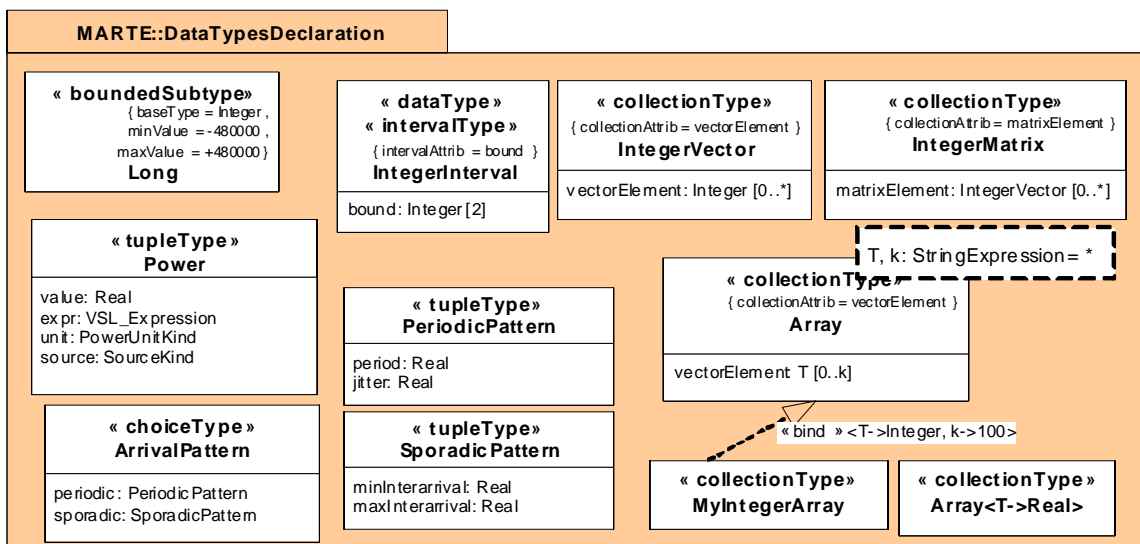 MARTE::DataTypesDeclaration
« boundedSubtype»
{ baseType = Integer ,
minValue = -480000 ,
maxValue = +480000 }
Long
« dataType»
« intervalType»
{ intervalAttrib = bound }
IntegerInterval
bound: Integer [2]
« collectionType»
{ collectionAttrib = vectorElement }
IntegerVector
vectorElement: Integer [0..*]
« collectionType»
{ collectionAttrib = matrixElement }
IntegerMatrix
matrixElement: IntegerVector [0..*]
« tupleType»
Power
value: Real
expr: VSL_Expression
unit: PowerUnitKind
source: SourceKind
« tupleType»
PeriodicPattern
period: Real
jitter: Real
T, k: StringExpression = *
« collectionType»
{ collectionAttrib = vectorElement }
Array
vectorElement: T [0..k]
« choiceType»
ArrivalPattern
periodic: PeriodicPattern
sporadic: SporadicPattern
« tupleType»
SporadicPattern
minInterarrival: Real
maxInterarrival: Real
« bind » <T->Integer, k->100>
« collectionType»
MyIntegerArray
« collectionType»
Array<T->Real>